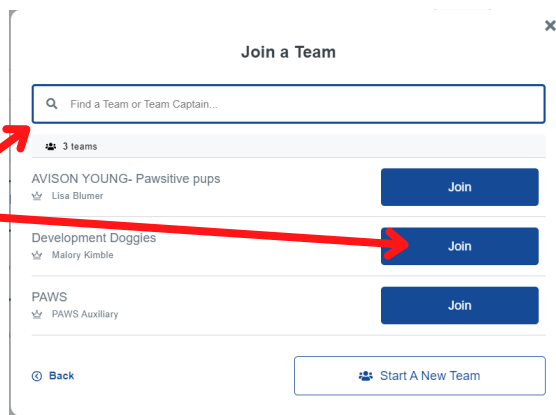 Join a Team
Find a Team or Team Captain...
3 teams
AVISON YOUNG- Pawsitive pups
Join
Lisa Blumer
Development Doggies
Join
Malory Kimble
PAWS
Join
PAWS Auxiliary
Back
Start A New Team